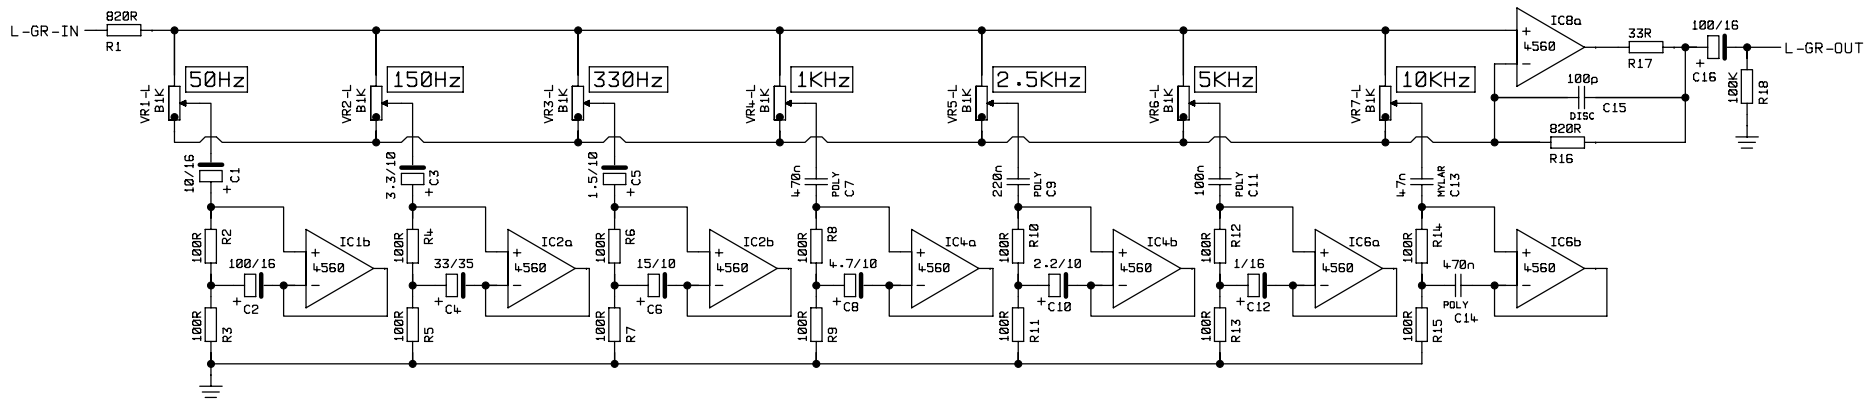 L-GR-IN
820R
R1
50Hz
VR1-L
B1K
150Hz
VR2-L
B1K
330Hz
VR3-L
B1K
1KHz
VR4-L
B1K
2.5KHz
VR5-L
B1K
5KHz
VR6-L
B1K
10KHz
VR7-L
B1K
IC8a
+
4560
−
33R
R17
100/16
+
C16
L-GR-OUT
100K
R18
100p
C15
DISC
820R
R16
10/16
+
C1
3.3/10
+
C3
1.5/10
+
C5
470n
POLY
C7
220n
POLY
C9
100n
POLY
C11
47n
MYLAR
C13
100R
R2
100/16
+
C2
IC1b
+
4560
−
100R
R3
100R
R4
33/35
+
C4
IC2a
+
4560
−
100R
R5
100R
R6
15/10
+
C6
IC2b
+
4560
−
100R
R7
100R
R8
4.7/10
+
C8
IC4a
+
4560
−
100R
R9
100R
R10
2.2/10
+
C10
IC4b
+
4560
−
100R
R11
100R
R12
1/16
+
C12
IC6a
+
4560
−
100R
R13
100R
R14
470n
POLY
C14
IC6b
+
4560
−
100R
R15